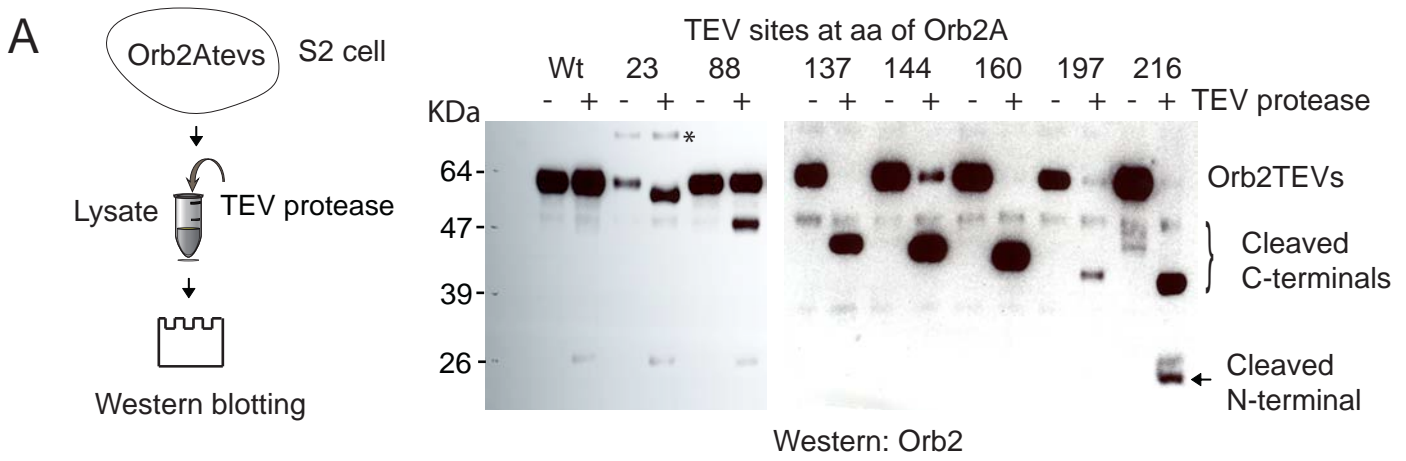 A
Orb2Atevs
S2 cell
Lysate
TEV protease
Western blotting
TEV sites at aa of Orb2A
Wt 23 88 137 144 160 197 216
- + - + - + - + - + - + - + - + TEV protease
KDa
64
47
39
26
*
Orb2TEVs
Cleaved
C-terminals
Cleaved
N-terminal
Western: Orb2